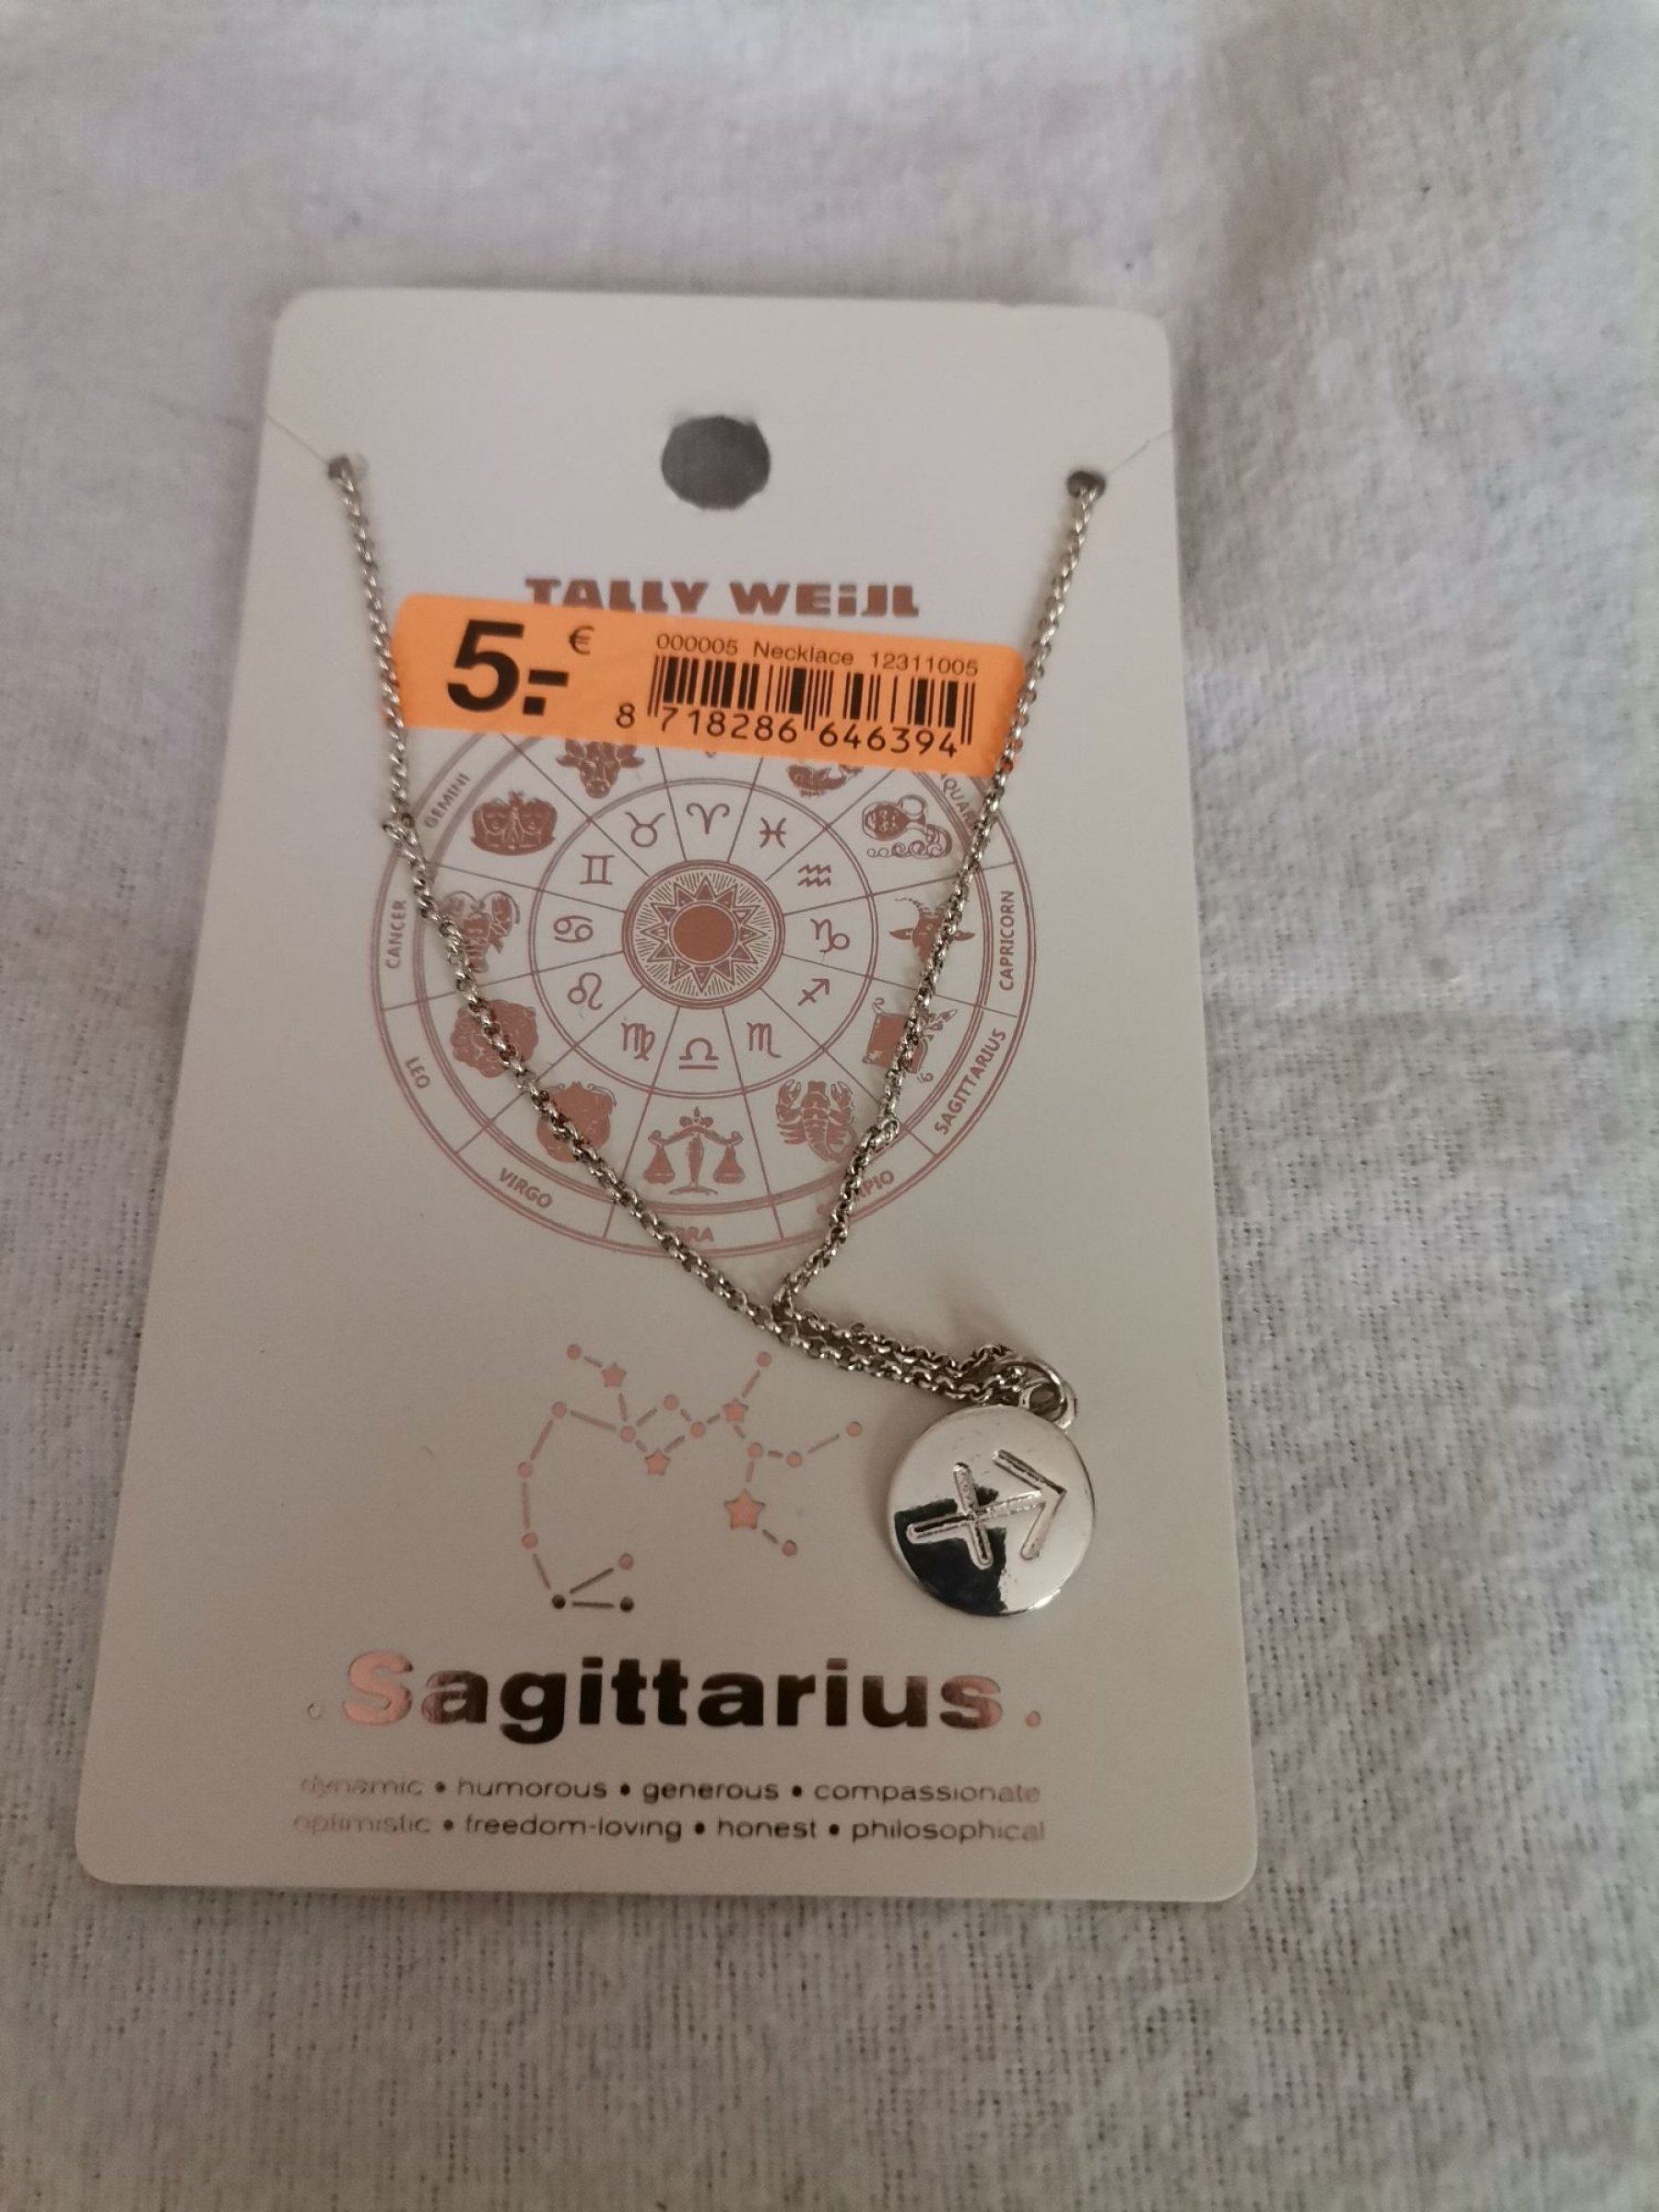 TALLY WEiJL
5.- €
000005 Necklace 12311005
8 718286 646394
GEMINI
CANCER
CAPRICORN
LEO
SAGITTARIUS
VIRGO
. Sagittarius .
dynamic • humorous • generous • compassionate
optimistic • freedom-loving • honest • philosophical